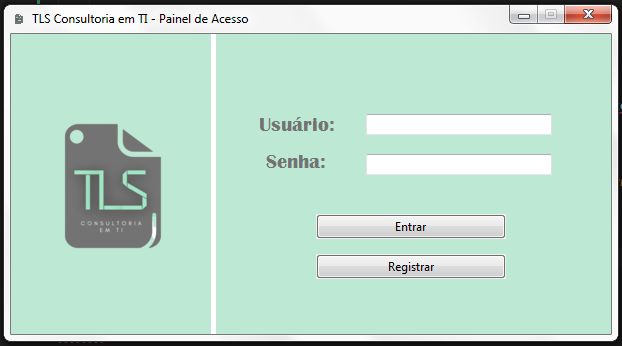 TLS Consultoria em TI - Painel de Acesso
TLS
CONSULTORIA
EM TI
Usuário:
Senha:
Entrar
Registrar